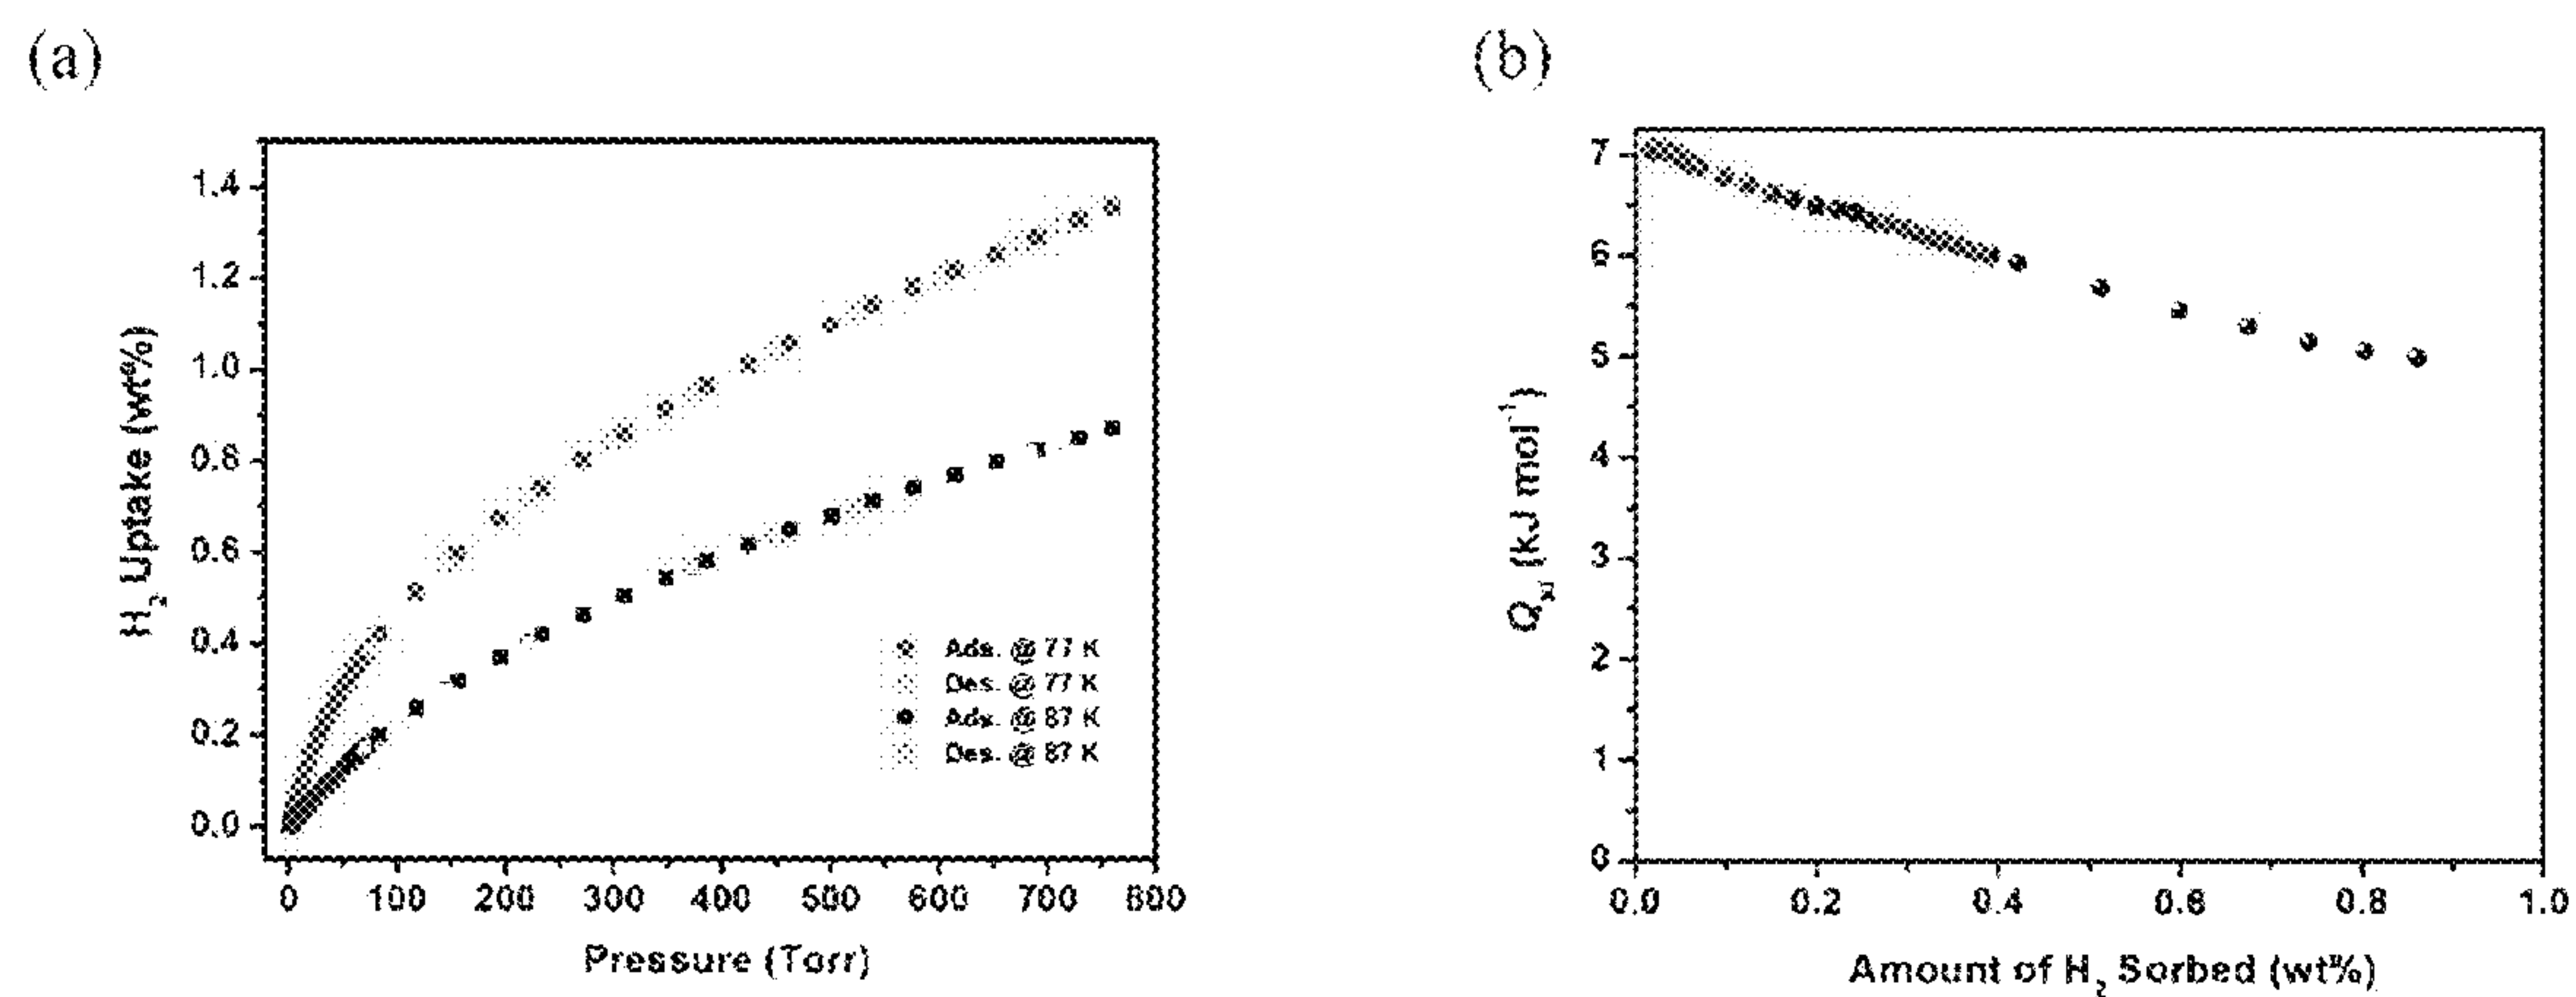 (a)
(b)
H2 Uptake (wt%)
1.4
1.2
1.0
0.8
0.6
0.4
0.2
0.0
0 100 200 300 400 500 600 700 800
Pressure (Torr)
Ads. @ 77 K
Des. @ 77 K
Ads. @ 87 K
Des. @ 87 K
Qst (kJ mol-1)
7
6
5
4
3
2
1
0
0.0 0.2 0.4 0.6 0.8 1.0
Amount of H2 Sorbed (wt%)